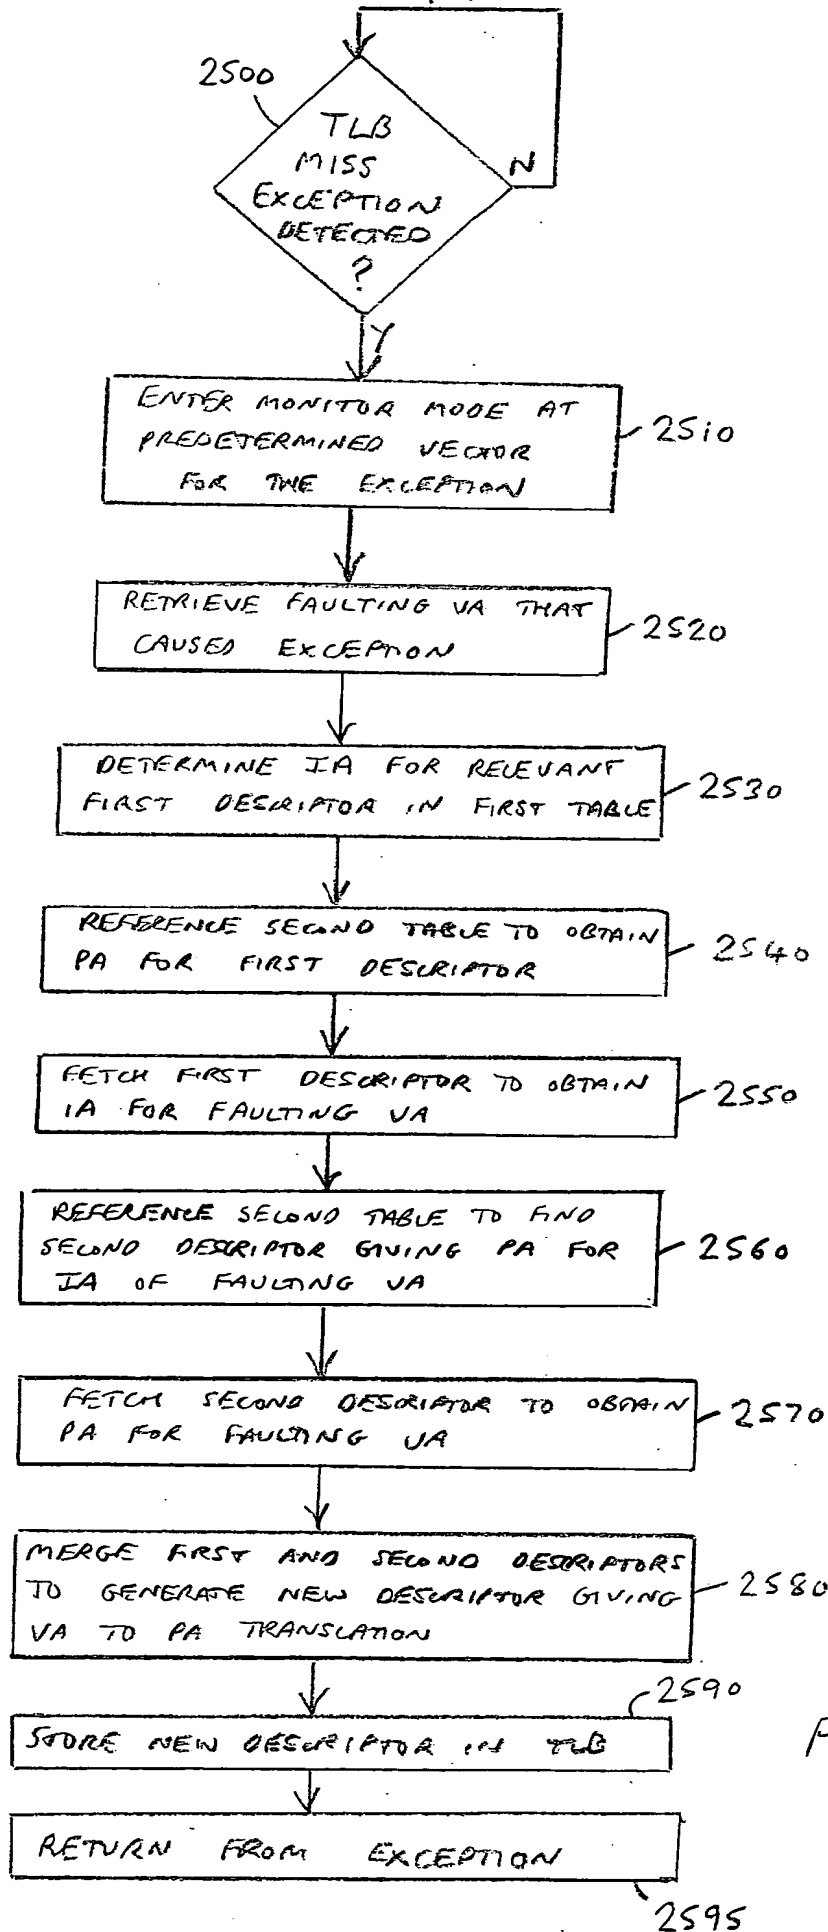 2500
TLB
MISS
EXCEPTION
DETECTED
?
N
Y
ENTER MONITOR MODE AT
PREDETERMINED VECTOR
FOR THE EXCEPTION
2510
RETRIEVE FAULTING VA THAT
CAUSED EXCEPTION
2520
DETERMINE IA FOR RELEVANT
FIRST DESCRIPTOR IN FIRST TABLE
2530
REFERENCE SECOND TABLE TO OBTAIN
PA FOR FIRST DESCRIPTOR
2540
FETCH FIRST DESCRIPTOR TO OBTAIN
IA FOR FAULTING VA
2550
REFERENCE SECOND TABLE TO FIND
SECOND DESCRIPTOR GIVING PA FOR
IA OF FAULTING VA
2560
FETCH SECOND DESCRIPTOR TO OBTAIN
PA FOR FAULTING VA
2570
MERGE FIRST AND SECOND DESCRIPTORS
TO GENERATE NEW DESCRIPTOR GIVING
VA TO PA TRANSLATION
2580
2590
STORE NEW DESCRIPTOR IN TLB
RETURN FROM EXCEPTION
2595